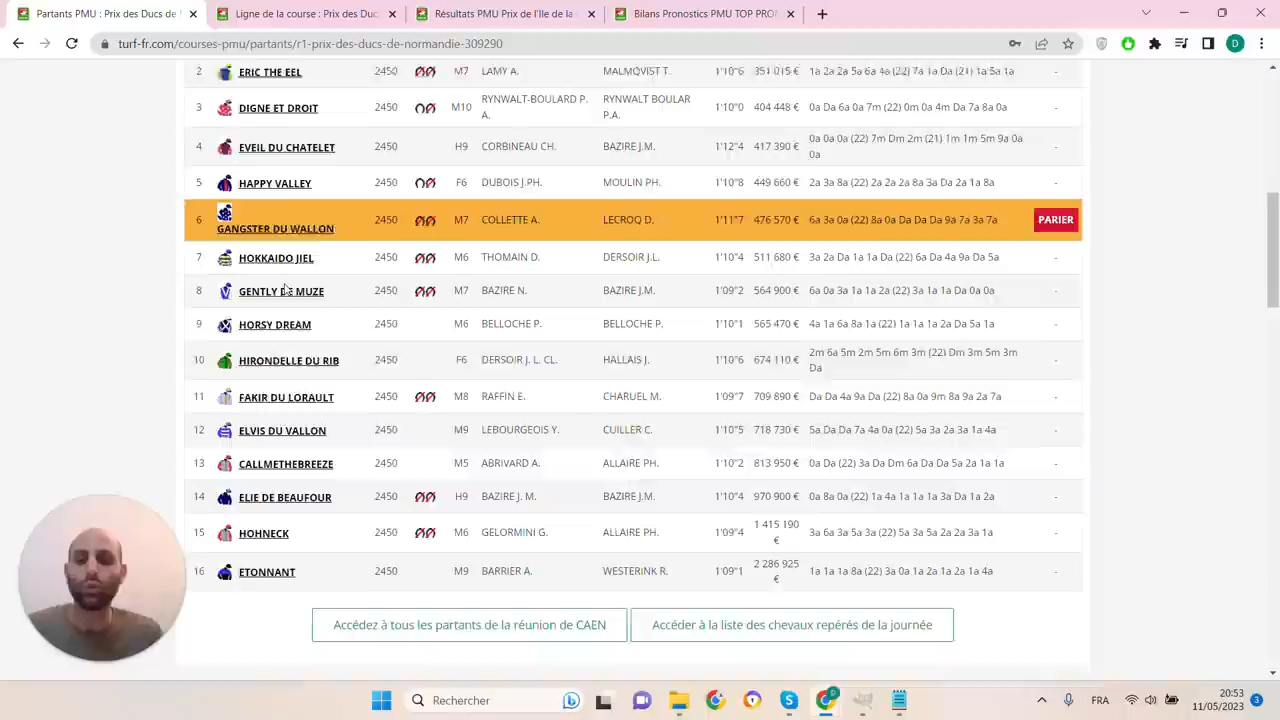 Partants PMU : Prix des Ducs de
Ligne de la course : Prix des Duc
Résultats PMU Prix de l'Ile de la
Bilans Pronostics PMU TOP PRO
turf-fr.com/courses-pmu/partants/r1-prix-des-ducs-de-normandie-309290
2 ERIC THE EEL 2450 M7 LAMY A. MALMQVIST T. 1'10"6 351 015 € 1a 2a 2a 5a 6a 4a (22) 7a 1a Da (21) 1a 5a 1a -
3 DIGNE ET DROIT 2450 M10 RYNWALT-BOULARD P. A. RYNWALT BOULAR P.A. 1'10"0 404 448 € 0a Da 6a 0a 7m (22) 0m 0a 4m Da 7a 8a 0a -
4 EVEIL DU CHATELET 2450 H9 CORBINEAU CH. BAZIRE J.M. 1'12"4 417 390 € 0a 0a 0a (22) 7m Dm 2m (21) 1m 1m 5m 9a 0a 0a -
5 HAPPY VALLEY 2450 F6 DUBOIS J.PH. MOULIN PH. 1'10"8 449 660 € 2a 3a 8a (22) 2a 2a 2a 8a 3a Da 2a 1a 8a -
6 GANGSTER DU WALLON 2450 M7 COLLETTE A. LECROQ D. 1'11"7 476 570 € 6a 3a 0a (22) 8a 0a Da Da Da 9a 7a 3a 7a PARIER
7 HOKKAIDO JIEL 2450 M6 THOMAIN D. DERSOIR J.L. 1'10"4 511 680 € 3a 2a Da 1a 1a Da (22) 6a Da 4a 9a Da 5a -
8 GENTLY DE MUZE 2450 M7 BAZIRE N. BAZIRE J.M. 1'09"2 564 900 € 6a 0a 3a 1a 1a 2a (22) 3a 1a 1a Da 0a 0a -
9 HORSY DREAM 2450 M6 BELLOCHE P. BELLOCHE P. 1'10"1 565 470 € 4a 1a 6a 8a 1a (22) 1a 1a 1a 2a Da 5a 1a -
10 HIRONDELLE DU RIB 2450 F6 DERSOIR J. L. CL. HALLAIS J. 1'10"6 674 110 € 2m 6a 5m 2m 5m 6m 3m (22) Dm 3m 5m 3m Da -
11 FAKIR DU LORAULT 2450 M8 RAFFIN E. CHARUEL M. 1'09"7 709 890 € Da Da 4a 9a Da (22) 8a 0a 9m 8a 9a 2a 7a -
12 ELVIS DU VALLON 2450 M9 LEBOURGEOIS Y. CUILLER C. 1'10"5 718 730 € 5a Da Da 7a 4a 0a (22) 5a 3a 2a 3a 1a 4a -
13 CALLMETHEBREEZE 2450 M5 ABRIVARD A. ALLAIRE PH. 1'10"2 813 950 € 0a Da (22) 3a Da Dm 6a Da Da 5a 2a 1a 1a -
14 ELIE DE BEAUFOUR 2450 H9 BAZIRE J. M. BAZIRE J.M. 1'10"4 970 900 € 0a 8a 0a (22) 1a 4a 1a 1a 1a 3a Da 1a 2a -
15 HOHNECK 2450 M6 GELORMINI G. ALLAIRE PH. 1'09"4 1 415 190 € 3a 6a 3a 5a 3a (22) 5a 3a 5a 2a 2a 3a 1a -
16 ETONNANT 2450 M9 BARRIER A. WESTERINK R. 1'09"1 2 286 925 € 1a 1a 1a 8a (22) 3a 0a 1a 2a 1a 2a 1a 4a -
Accédez à tous les partants de la réunion de CAEN
Accéder à la liste des chevaux repérés de la journée
Rechercher
FRA
20:53
11/05/2023
3